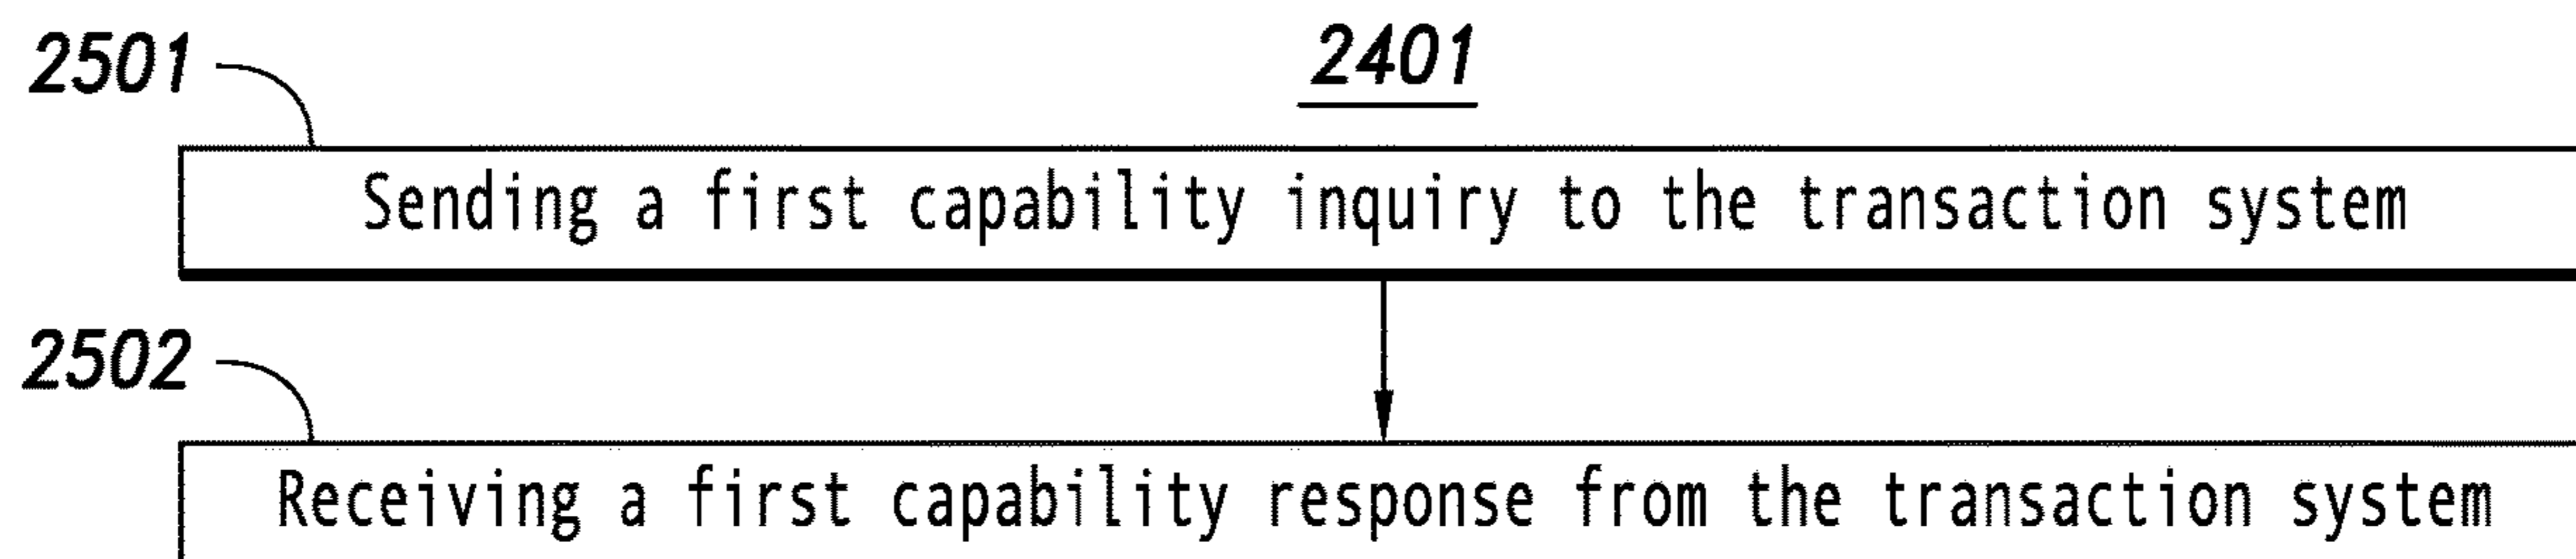 2401
2501
Sending a first capability inquiry to the transaction system
2502
Receiving a first capability response from the transaction system